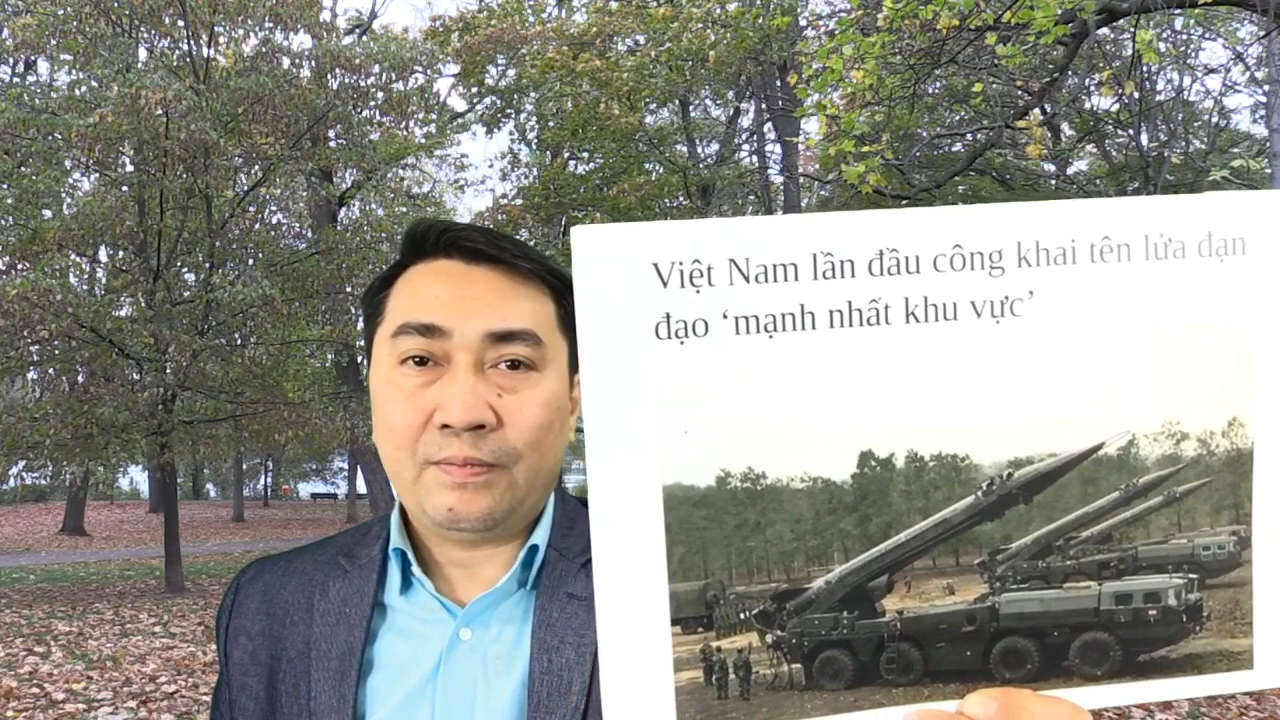 Việt Nam lần đầu công khai tên lửa đạn
đạo ‘mạnh nhất khu vực’